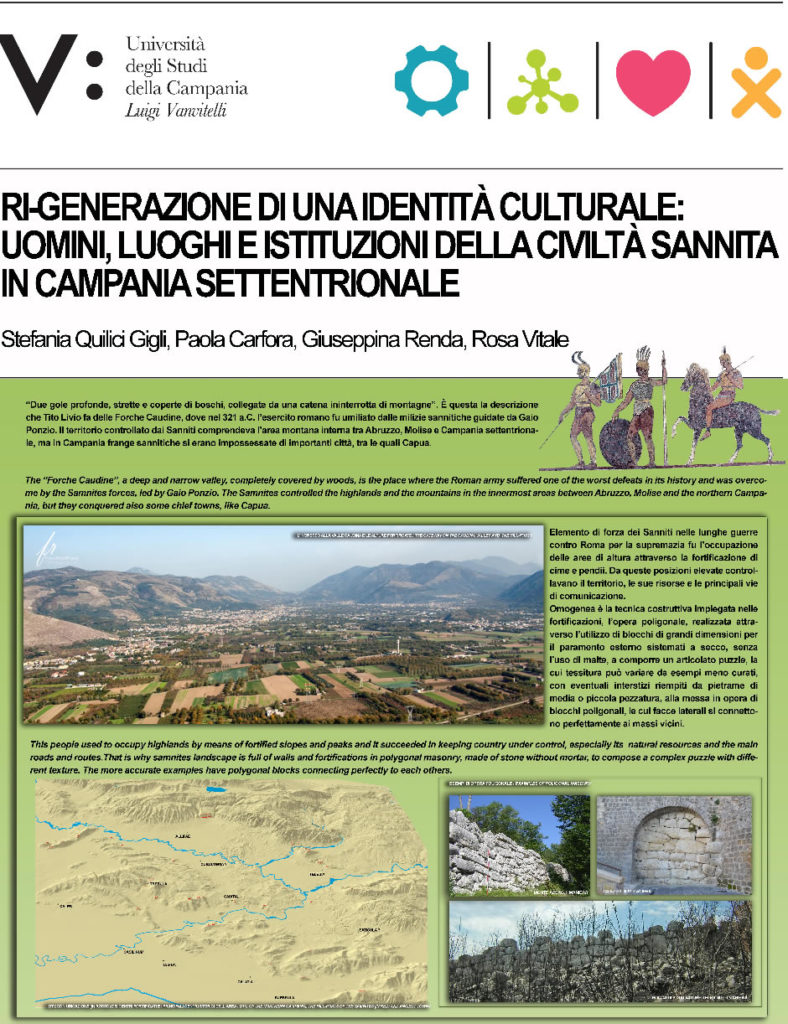 Università
degli Studi
della Campania
Luigi Vanvitelli
RI-GENERAZIONE DI UNA IDENTITÀ CULTURALE:
UOMINI, LUOGHI E ISTITUZIONI DELLA CIVILTÀ SANNITA
IN CAMPANIA SETTENTRIONALE
Stefania Quilici Gigli, Paola Carfora, Giuseppina Renda, Rosa Vitale
“Due gole profonde, strette e coperte di boschi, collegate da una catena ininterrotta di montagne”. È questa la descrizione
che Tito Livio fa delle Forche Caudine, dove nel 321 a.C. l’esercito romano fu umiliato dalle milizie sannitiche guidate da Gaio
Ponzio. Il territorio controllato dai Sanniti comprendeva l’area montana interna tra Abruzzo, Molise e Campania settentriona-
le, ma in Campania frange sannitiche si erano impossessate di importanti città, tra le quali Capua.
The “Forche Caudine”, a deep and narrow valley, completely covered by woods, is the place where the Roman army suffered one of the worst defeats in its history and was overco-
me by the Samnites forces, led by Gaio Ponzio. The Samnites controlled the highlands and the mountains in the innermost areas between Abruzzo, Molise and the northern Campa-
nia, but they conquered also some chief towns, like Capua.
Elemento di forza dei Sanniti nelle lunghe guerre
contro Roma per la supremazia fu l’occupazione
delle aree di altura attraverso la fortificazione di
cime e pendii. Da queste posizioni elevate control-
lavano il territorio, le sue risorse e le principali vie
di comunicazione.
Omogenea è la tecnica costruttiva impiegata nelle
fortificazioni, l’opera poligonale, realizzata attra-
verso l’utilizzo di blocchi di grandi dimensioni per
il paramento esterno sistemati a secco, senza
l’uso di malte, a comporre un articolato puzzle, la
cui tessitura può variare da esempi meno curati,
con eventuali interstizi riempiti da pietrame di
media o piccola pezzatura, alla messa in opera di
blocchi poligonali, le cui facce laterali si connetto-
no perfettamente ai massi vicini.
This people used to occupy highlands by means of fortified slopes and peaks and it succeeded in keeping country under control, especially its natural resources and the main
roads and routes.That is why samnites landscape is full of walls and fortifications in polygonal masonry, made of stone without mortar, to compose a complex puzzle with diffe-
rent texture. The more accurate examples have polygonal blocks connecting perfectly to each others.